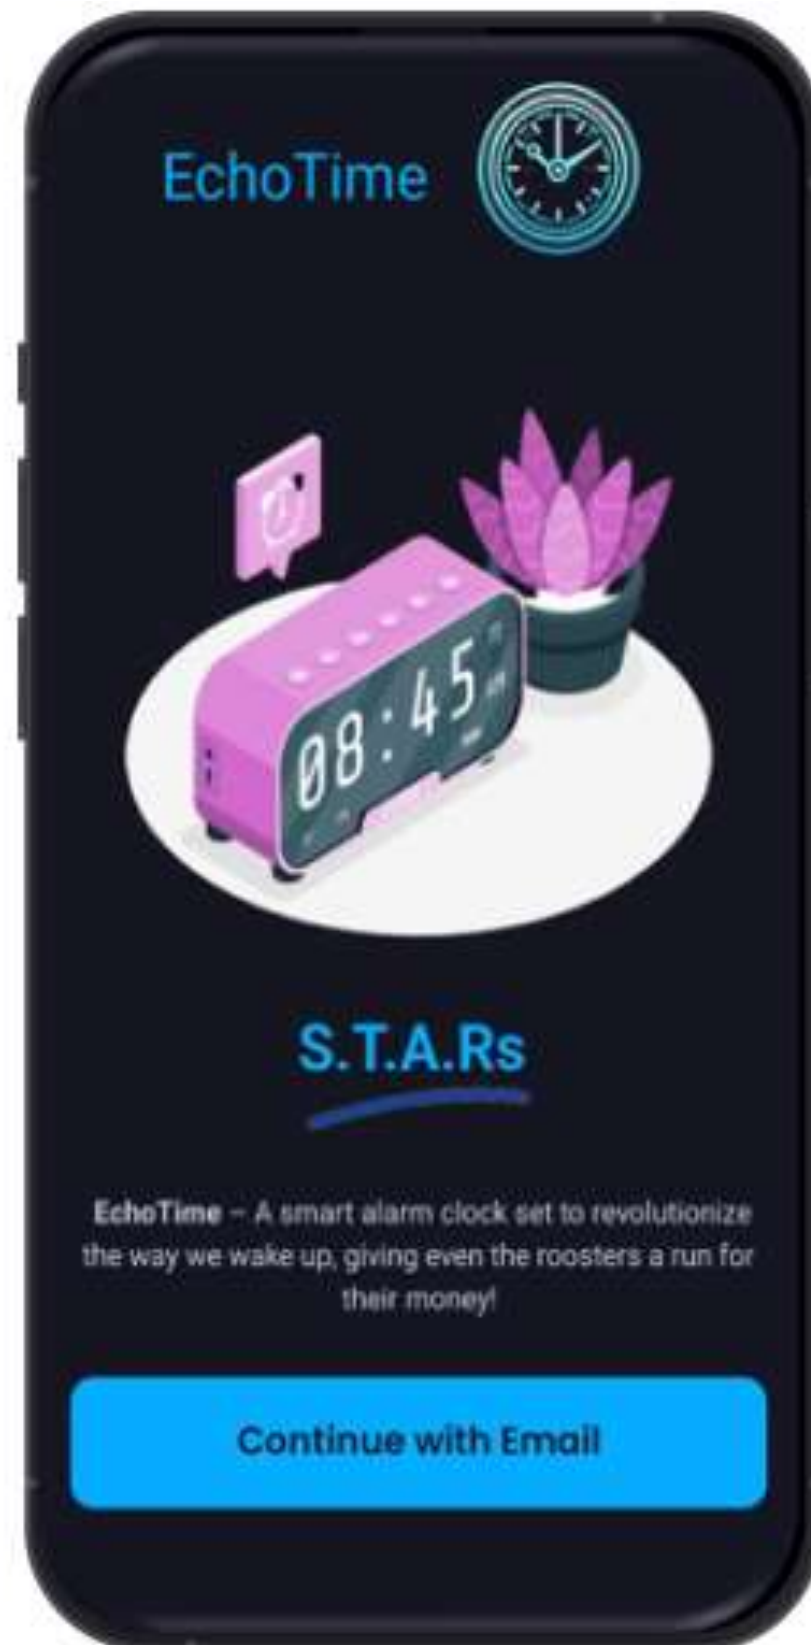 EchoTime
08:45
S.T.A.Rs
EchoTime – A smart alarm clock set to revolutionize
the way we wake up, giving even the roosters a run for
their money!
Continue with Email